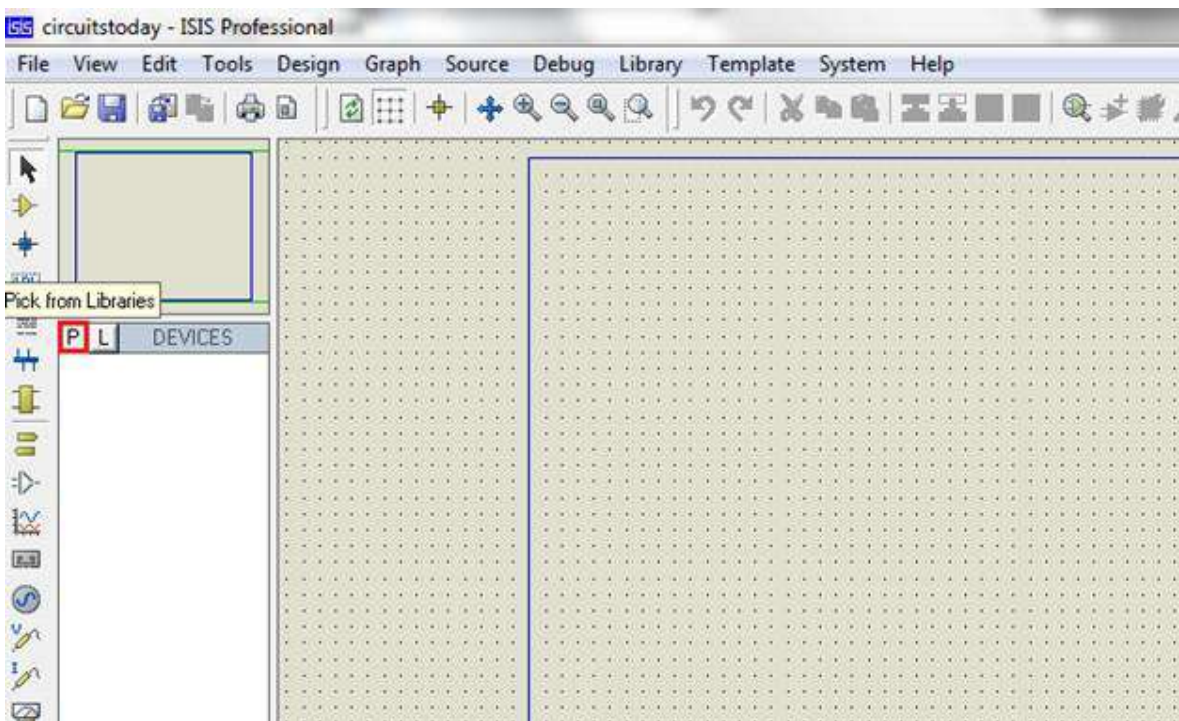 ISIS circuitstoday - ISIS Professional
File View Edit Tools Design Graph Source Debug Library Template System Help
Pick from Libraries
P L DEVICES
V
I